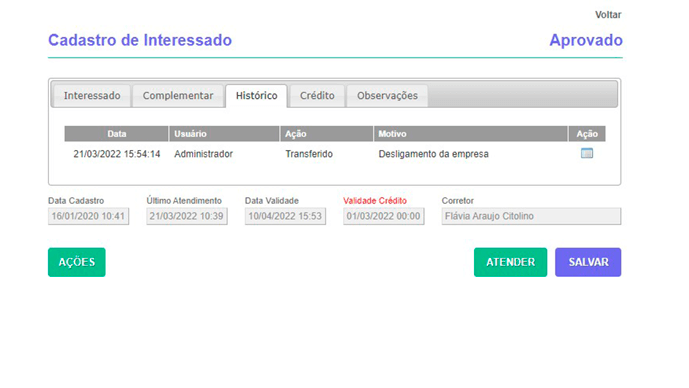 Voltar
Cadastro de Interessado Aprovado
Interessado Complementar Histórico Crédito Observações
Data Usuário Ação Motivo Ação
21/03/2022 15:54:14 Administrador Transferido Desligamento da empresa
Data Cadastro Último Atendimento Data Validade Validade Crédito Corretor
16/01/2020 10:41 21/03/2022 10:39 10/04/2022 15:53 01/03/2022 00:00 Flávia Araujo Citolino
AÇÕES ATENDER SALVAR